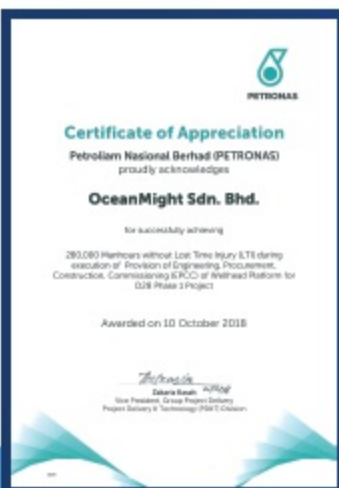 PETRONAS
Certificate of Appreciation
Petroliam Nasional Berhad (PETRONAS)
proudly acknowledges
OceanMight Sdn. Bhd.
for successfully achieving
280,000 Manhours without Lost Time Injury (LTI) during
execution of Provision of Engineering, Procurement,
Construction, Commissioning (EPCC) of Wellhead Platform for
D28 Phase 1 Project
Awarded on 10 October 2018
Zakaria Kasah
Vice President, Group Project Delivery
Project Delivery & Technology (PD&T) Division